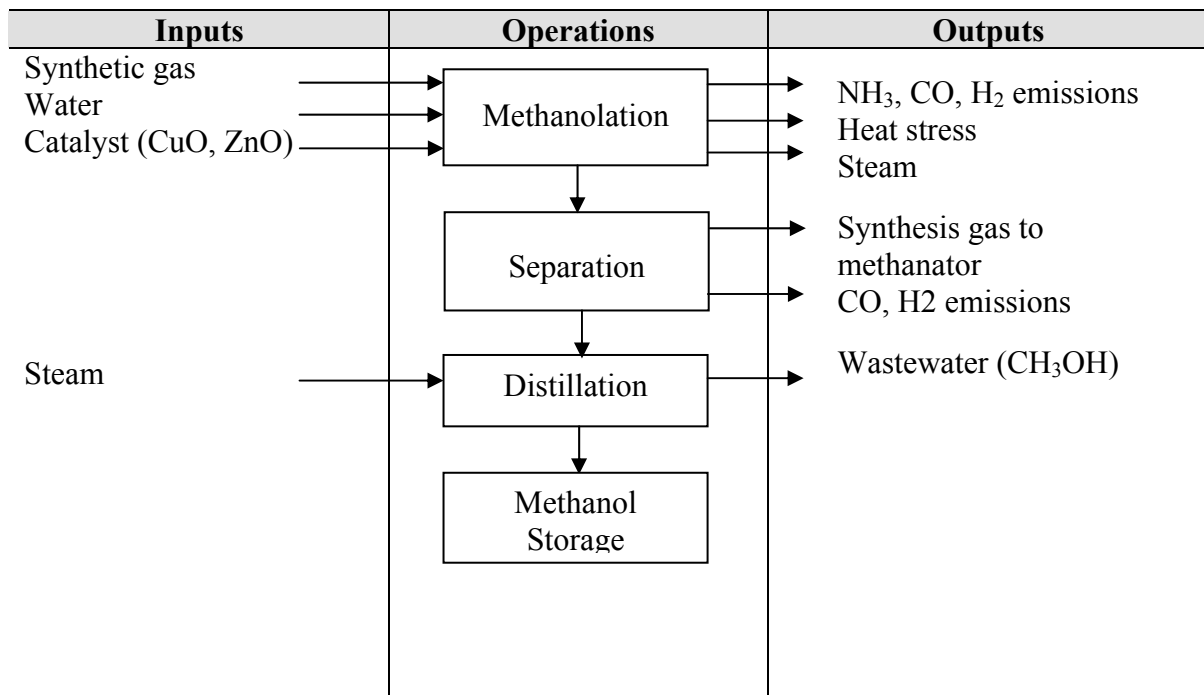 Inputs
Operations
Outputs
Synthetic gas
Water
Catalyst (CuO, ZnO)
Methanolation
NH₃, CO, H₂ emissions
Heat stress
Steam
Separation
Synthesis gas to
methanator
CO, H2 emissions
Steam
Distillation
Wastewater (CH₃OH)
Methanol
Storage